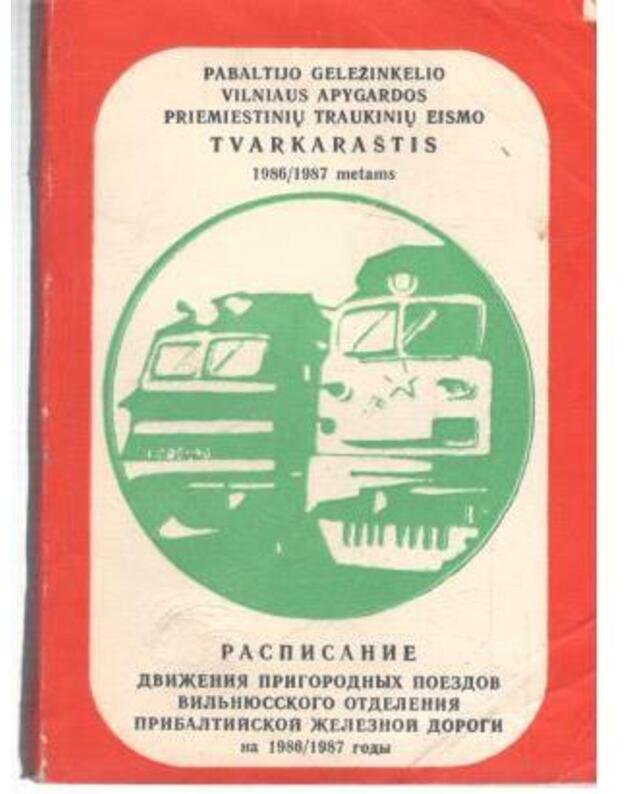 PABALTIJO GELEŽINKELIO
VILNIAUS APYGARDOS
PRIEMIESTINIŲ TRAUKINIŲ EISMO
TVARKARAŠTIS
1986/1987 metams
РАСПИСАНИЕ
ДВИЖЕНИЯ ПРИГОРОДНЫХ ПОЕЗДОВ
ВИЛЬНЮССКОГО ОТДЕЛЕНИЯ
ПРИБАЛТИЙСКОЙ ЖЕЛЕЗНОЙ ДОРОГИ
на 1986/1987 годы